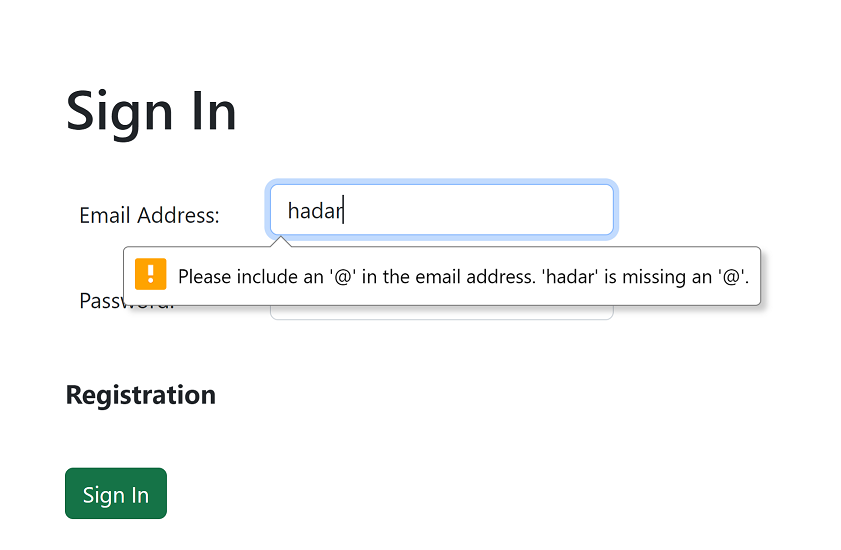 Sign In
Email Address:
hadar
Please include an '@' in the email address. 'hadar' is missing an '@'.
Password:
Registration
Sign In